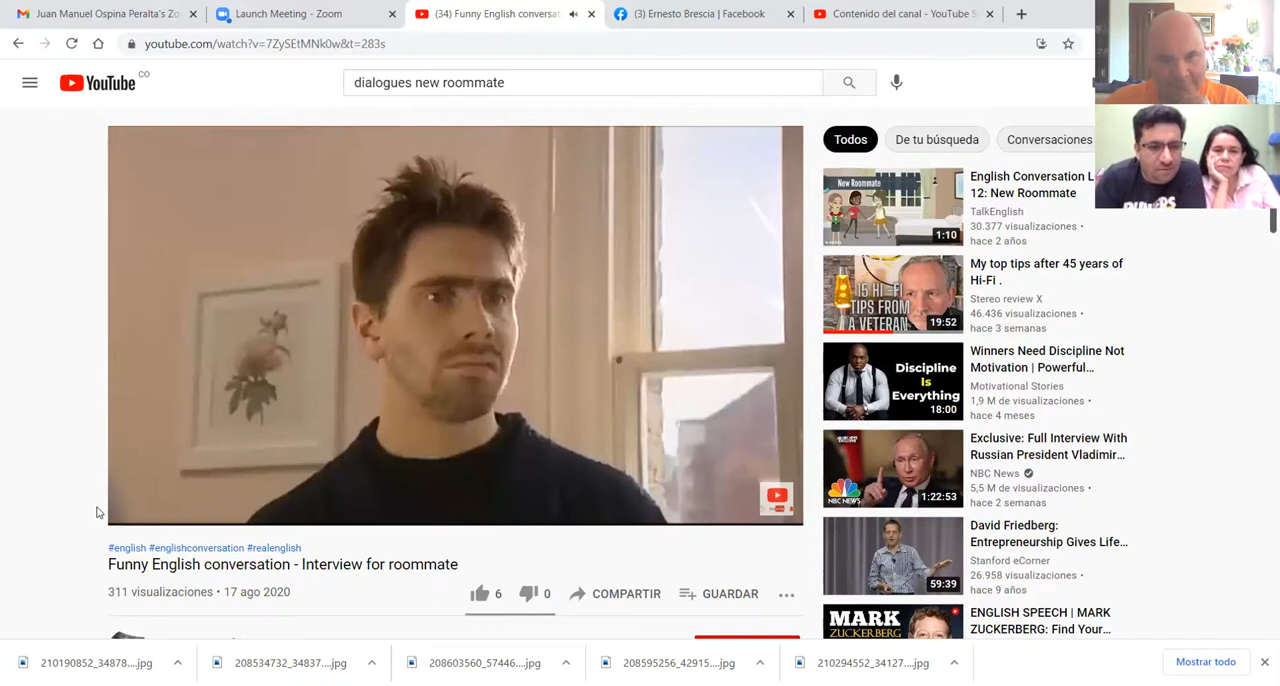 Juan Manuel Ospina Peralta's Zo
Launch Meeting - Zoom
(34) Funny English conversat
(3) Ernesto Brescia | Facebook
Contenido del canal - YouTube S
youtube.com/watch?v=7ZySEtMNk0w&t=283s
YouTube CO
dialogues new roommate
Todos
De tu búsqueda
Conversaciones
New Roommate
1:10
English Conversation L
12: New Roommate
TalkEnglish
30.377 visualizaciones •
hace 2 años
15 HI-FI
TIPS FROM
A VETERAN
19:52
My top tips after 45 years of
Hi-Fi .
Stereo review X
46.436 visualizaciones •
hace 3 semanas
Discipline
Is
Everything
18:00
Winners Need Discipline Not
Motivation | Powerful...
Motivational Stories
1,9 M de visualizaciones •
hace 4 meses
NBC NEWS
1:22:53
Exclusive: Full Interview With
Russian President Vladimir...
NBC News
5,5 M de visualizaciones •
hace 2 semanas
59:39
David Friedberg:
Entrepreneurship Gives Life...
Stanford eCorner
26.958 visualizaciones •
hace 9 años
MARK
ZUCKERBERG
ENGLISH SPEECH | MARK
ZUCKERBERG: Find Your...
#english #englishconversation #realenglish
Funny English conversation - Interview for roommate
311 visualizaciones • 17 ago 2020
6
0
COMPARTIR
GUARDAR
210190852_34878....jpg
208534732_34837....jpg
208603560_57446....jpg
208595256_42915....jpg
210294552_34127....jpg
Mostrar todo